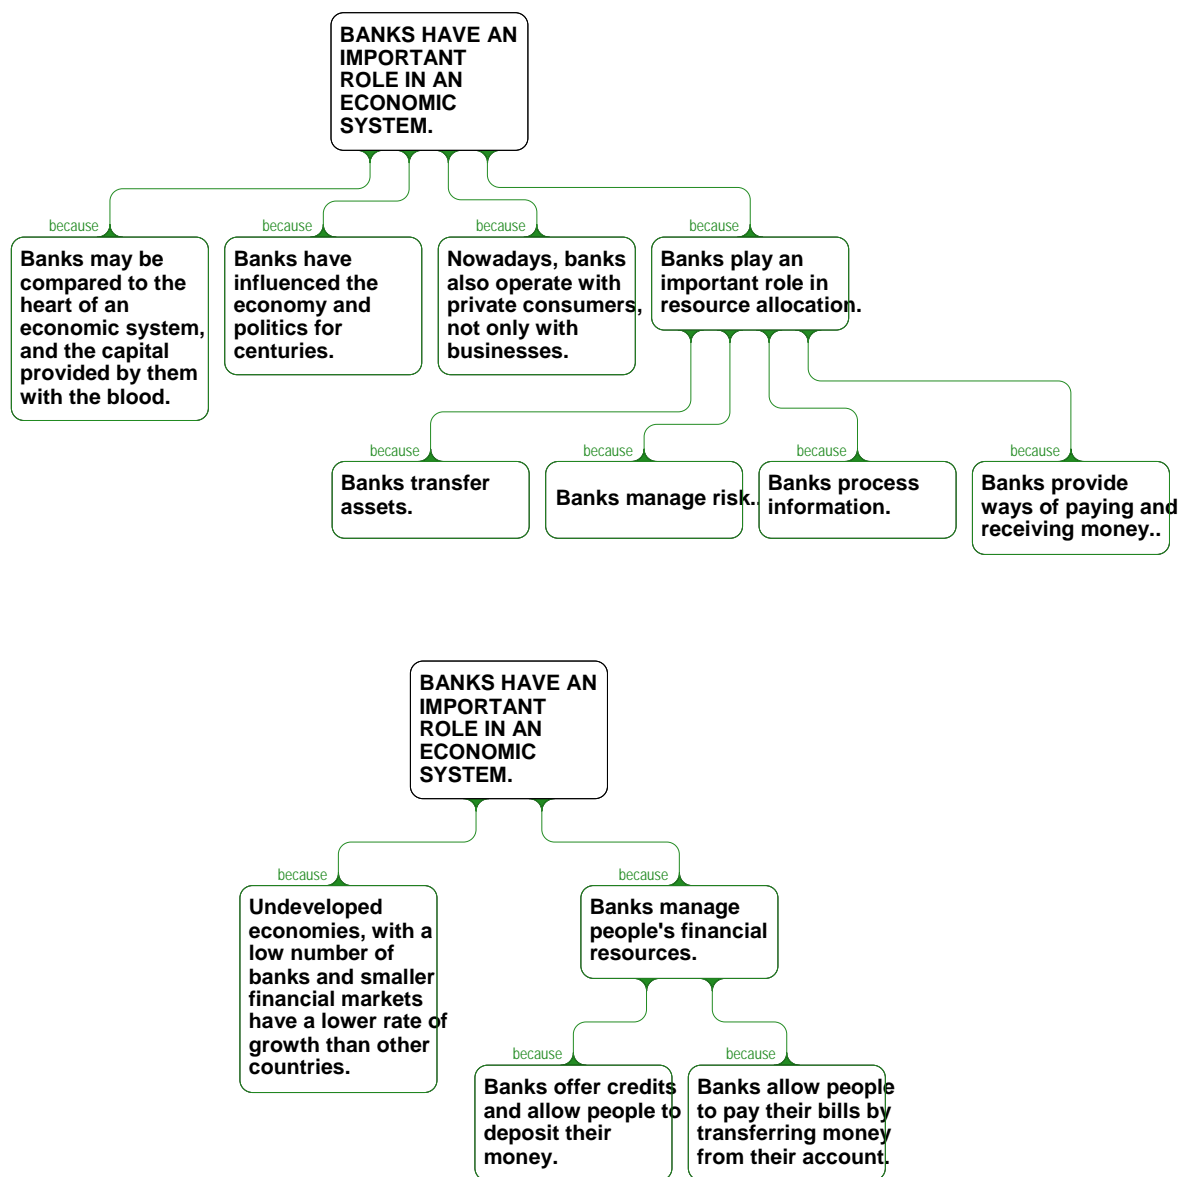 BANKS HAVE AN
IMPORTANT
ROLE IN AN
ECONOMIC
SYSTEM.
because
Banks may be
compared to the
heart of an
economic system,
and the capital
provided by them
with the blood.
because
Banks have
influenced the
economy and
politics for
centuries.
because
Nowadays, banks
also operate with
private consumers,
not only with
businesses.
because
Banks play an
important role in
resource allocation.
because
Banks transfer
assets.
because
Banks manage risk..
because
Banks process
information.
because
Banks provide
ways of paying and
receiving money..
BANKS HAVE AN
IMPORTANT
ROLE IN AN
ECONOMIC
SYSTEM.
because
Undeveloped
economies, with a
low number of
banks and smaller
financial markets
have a lower rate of
growth than other
countries.
because
Banks manage
people's financial
resources.
because
Banks offer credits
and allow people to
deposit their
money.
because
Banks allow people
to pay their bills by
transferring money
from their account.